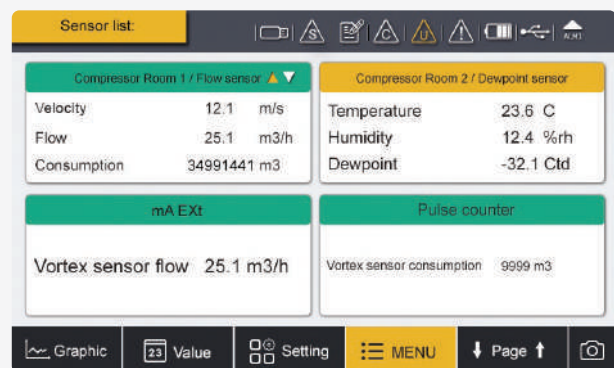 Sensor list:
S C U ! ALM1
Compressor Room 1 / Flow sensor
Velocity 12.1 m/s
Flow 25.1 m3/h
Consumption 34991441 m3
Compressor Room 2 / Dewpoint sensor
Temperature 23.6 C
Humidity 12.4 %rh
Dewpoint -32.1 Ctd
mA EXt
Vortex sensor flow 25.1 m3/h
Pulse counter
Vortex sensor consumption 9999 m3
Graphic 23 Value Setting MENU Page